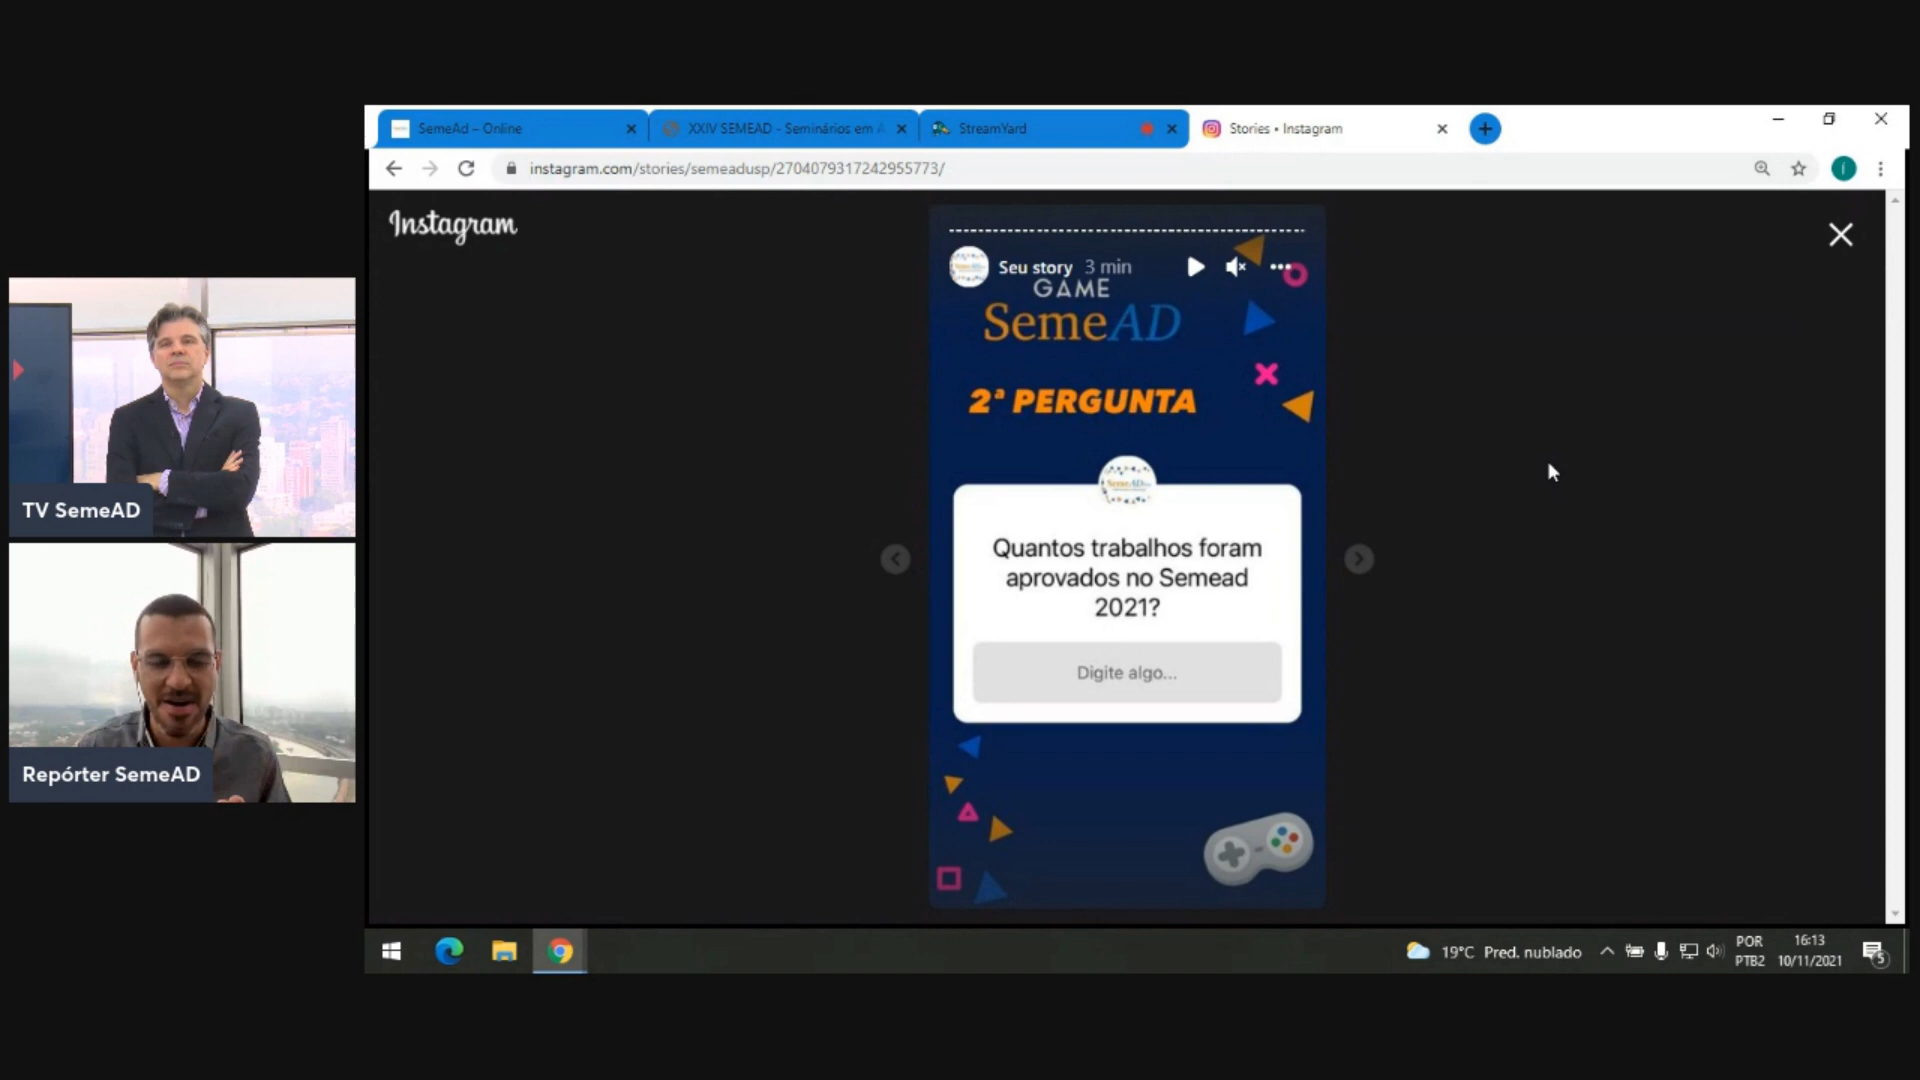 SemeAd – Online
XXIV SEMEAD - Seminários em A
StreamYard
Stories • Instagram
instagram.com/stories/semeadusp/2704079317242955773/
Instagram
Seu story 3 min
GAME
SemeAD
2ª PERGUNTA
SemeAD
Quantos trabalhos foram
aprovados no Semead
2021?
Digite algo...
TV SemeAD
Repórter SemeAD
19°C Pred. nublado
POR
PTB2
16:13
10/11/2021
5